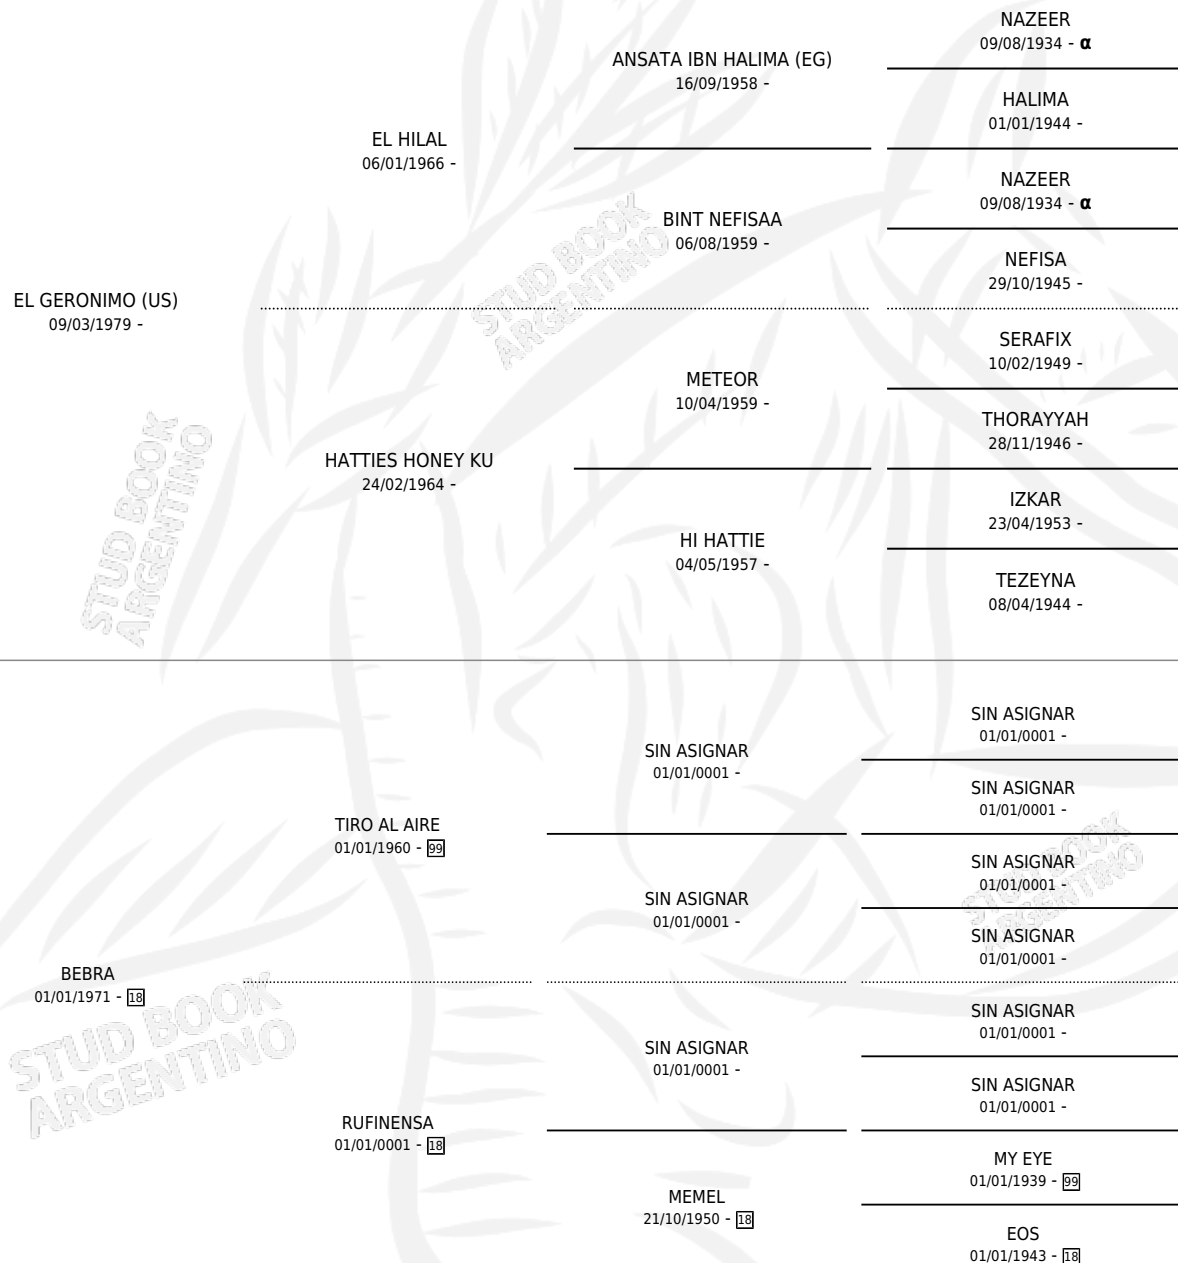 NAZEER
09/08/1934 - α
ANSATA IBN HALIMA (EG)
16/09/1958 -
HALIMA
01/01/1944 -
EL HILAL
06/01/1966 -
NAZEER
09/08/1934 - α
BINT NEFISAA
06/08/1959 -
NEFISA
29/10/1945 -
EL GERONIMO (US)
09/03/1979 -
SERAFIX
10/02/1949 -
METEOR
10/04/1959 -
THORAYYAH
28/11/1946 -
HATTIES HONEY KU
24/02/1964 -
IZKAR
23/04/1953 -
HI HATTIE
04/05/1957 -
TEZEYNA
08/04/1944 -
STUD BOOK
ARGENTINO
STUD BOOK
ARGENTINO
SIN ASIGNAR
01/01/0001 -
SIN ASIGNAR
01/01/0001 -
SIN ASIGNAR
01/01/0001 -
TIRO AL AIRE
01/01/1960 - 99
SIN ASIGNAR
01/01/0001 -
SIN ASIGNAR
01/01/0001 -
SIN ASIGNAR
01/01/0001 -
BEBRA
01/01/1971 - 18
SIN ASIGNAR
01/01/0001 -
SIN ASIGNAR
01/01/0001 -
SIN ASIGNAR
01/01/0001 -
RUFINENSA
01/01/0001 - 18
MY EYE
01/01/1939 - 99
MEMEL
21/10/1950 - 18
EOS
01/01/1943 - 18
STUD BOOK
ARGENTINO
STUD BOOK
ARGENTINO